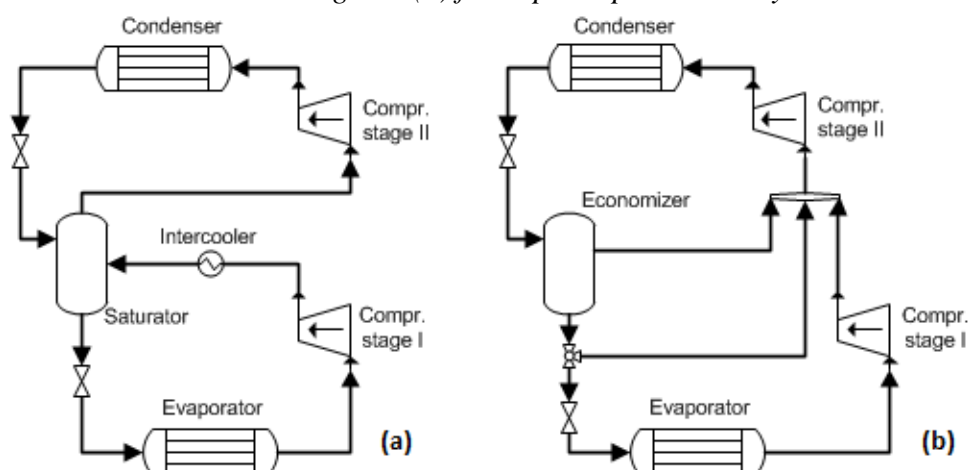 Condenser
Compr.
stage II
Intercooler
Saturator
Compr.
stage I
Evaporator
(a)
Condenser
Compr.
stage II
Economizer
Compr.
stage I
Evaporator
(b)